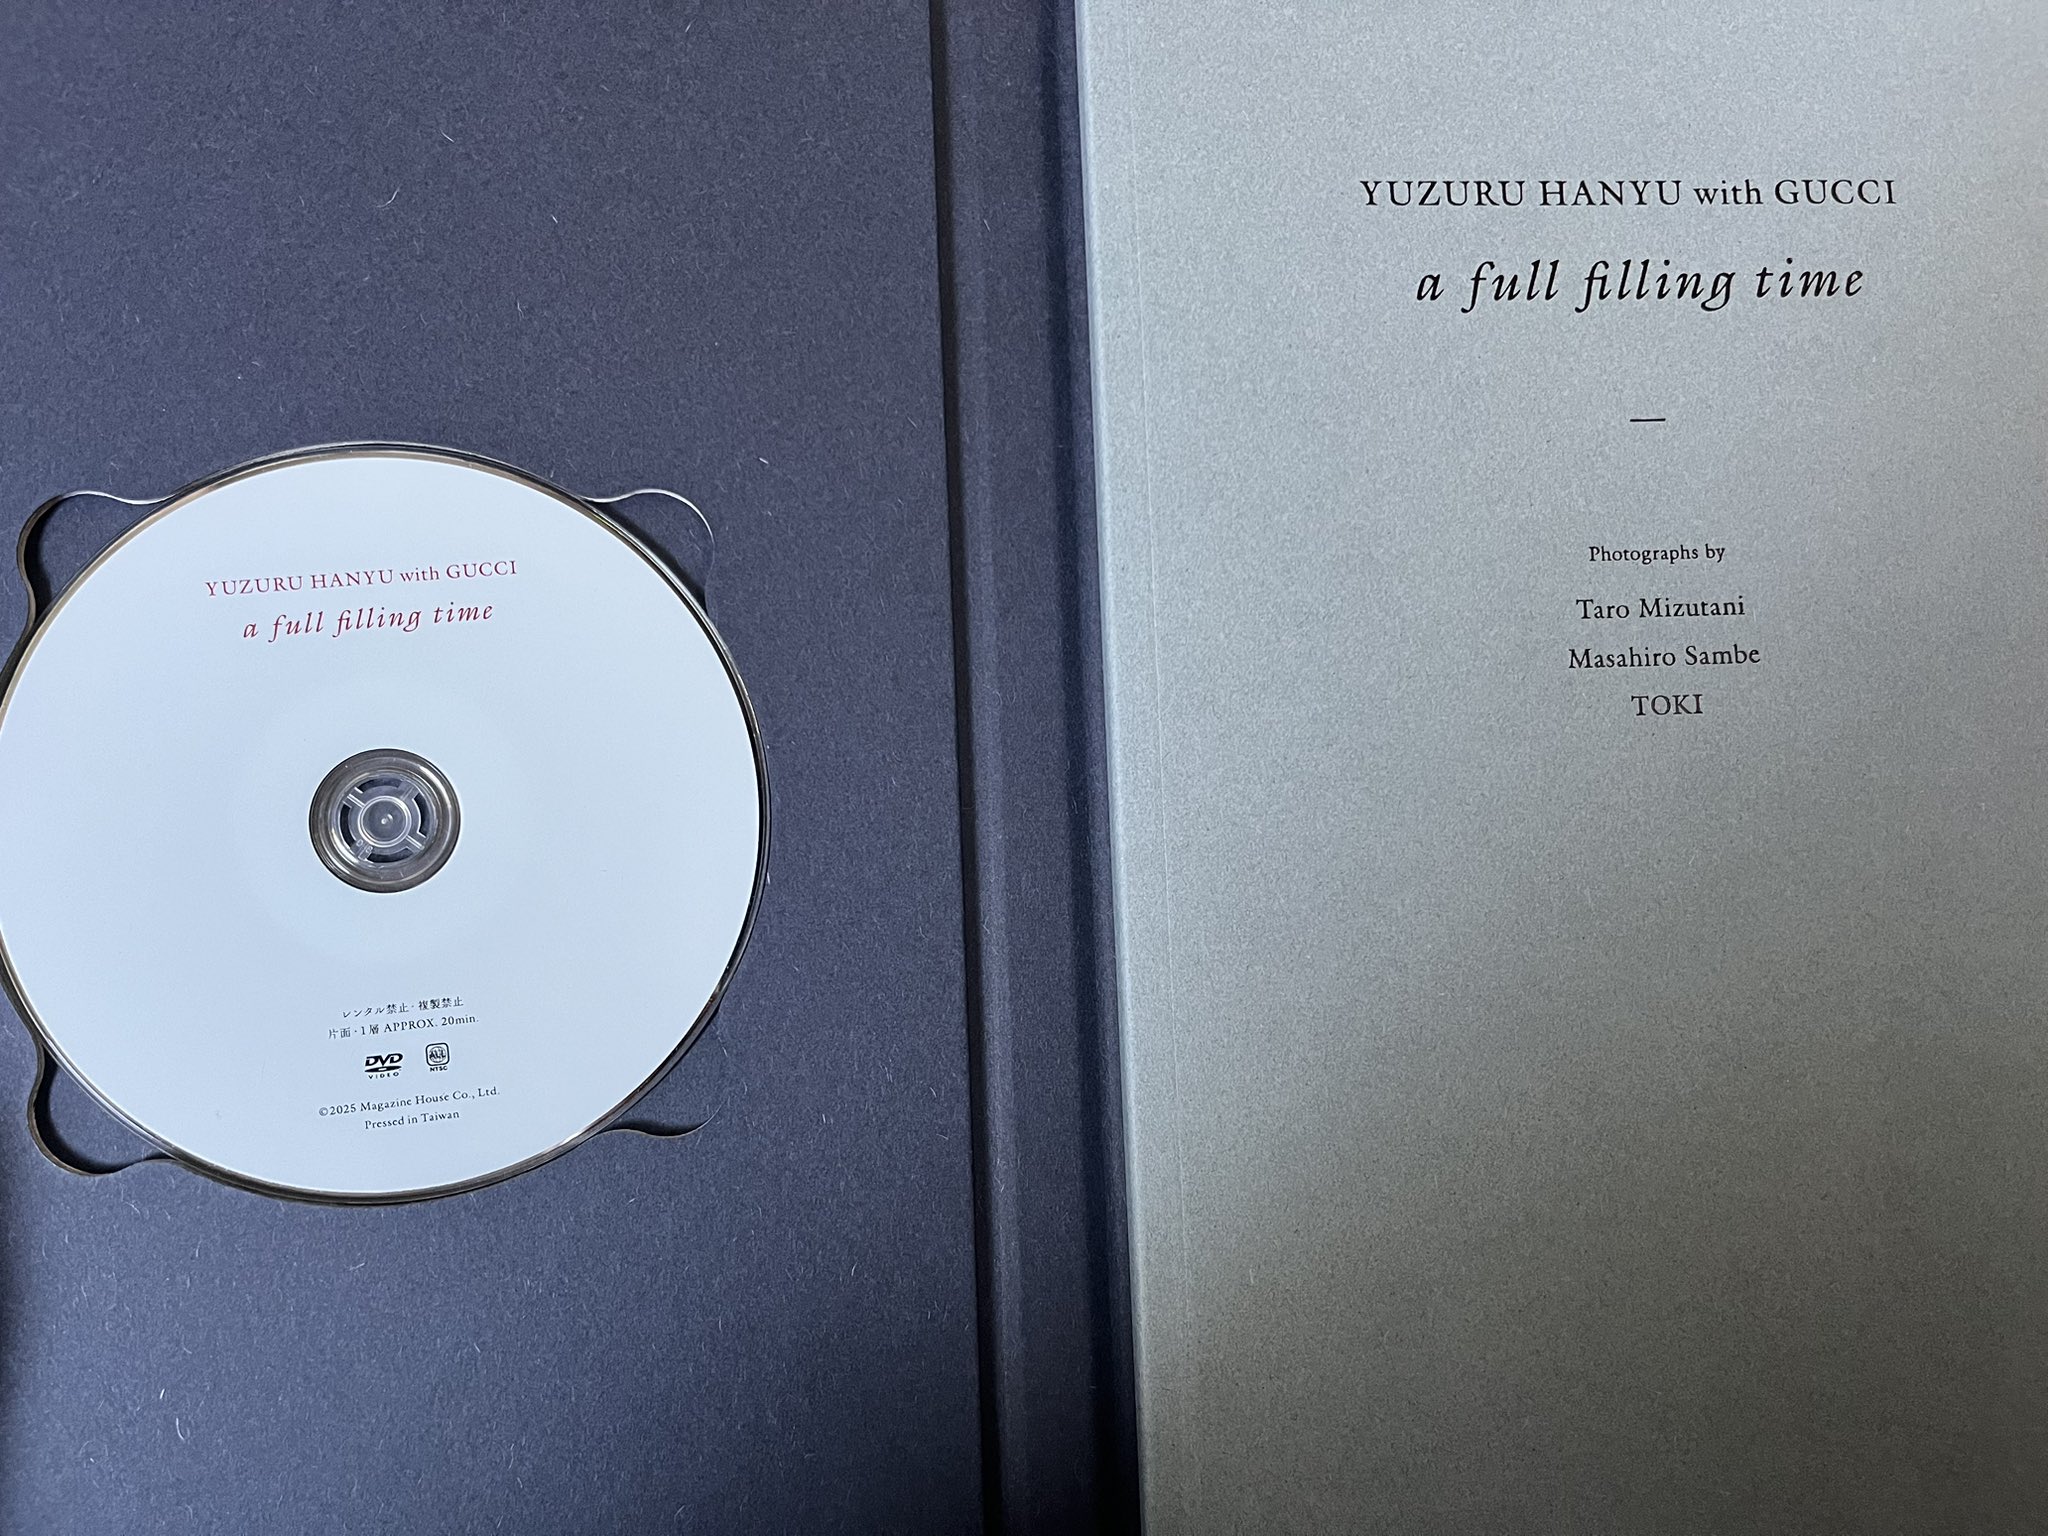 YUZURU HANYU with GUCCI
a full filling time
レンタル禁止・複製禁止
片面・1層 APPROX. 20min.
DVD
VIDEO
ALL
NTSC
©2025 Magazine House Co., Ltd.
Pressed in Taiwan
YUZURU HANYU with GUCCI
a full filling time
—
Photographs by
Taro Mizutani
Masahiro Sambe
TOKI